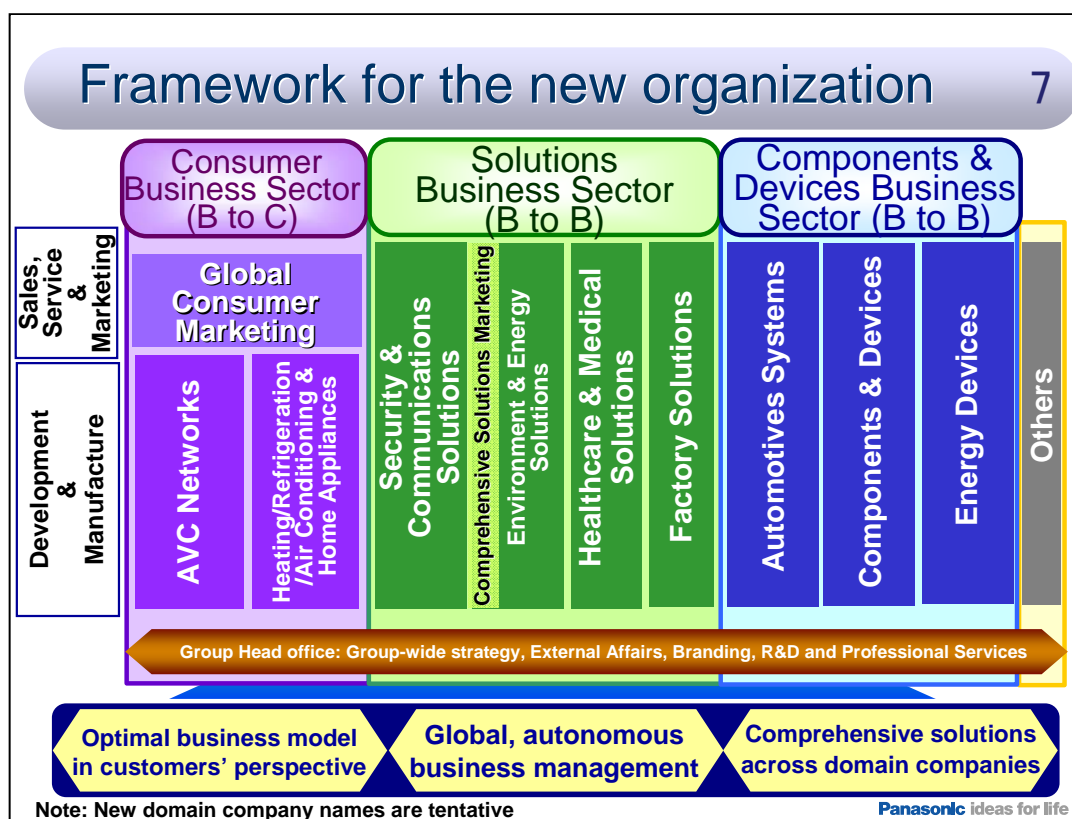 Framework for the new organization
7
Consumer
Business Sector
(B to C)
Solutions
Business Sector
(B to B)
Components &
Devices Business
Sector (B to B)
Sales,
Service
&
Marketing
Development
&
Manufacture
Global
Consumer
Marketing
AVC Networks
Heating/Refrigeration
/Air Conditioning &
Home Appliances
Security &
Communications
Solutions
Comprehensive Solutions Marketing
Environment & Energy
Solutions
Healthcare & Medical
Solutions
Factory Solutions
Automotives Systems
Components & Devices
Energy Devices
Others
Group Head office: Group-wide strategy, External Affairs, Branding, R&D and Professional Services
Optimal business model
in customers’ perspective
Global, autonomous
business management
Comprehensive solutions
across domain companies
Note: New domain company names are tentative
Panasonic ideas for life